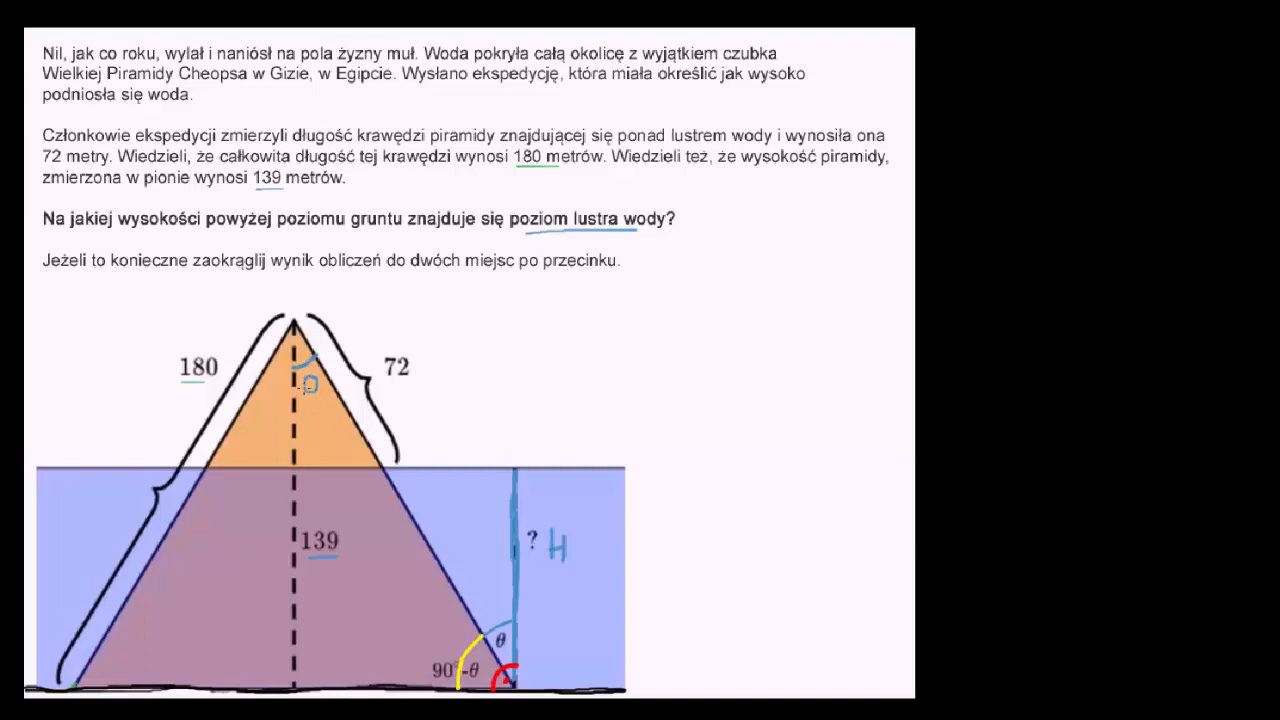 Nil, jak co roku, wylał i naniósł na pola żyzny muł. Woda pokryła całą okolicę z wyjątkiem czubka
Wielkiej Piramidy Cheopsa w Gizie, w Egipcie. Wysłano ekspedycję, która miała określić jak wysoko
podniosła się woda.
Członkowie ekspedycji zmierzyli długość krawędzi piramidy znajdującej się ponad lustrem wody i wynosiła ona
72 metry. Wiedzieli, że całkowita długość tej krawędzi wynosi 180 metrów. Wiedzieli też, że wysokość piramidy,
zmierzona w pionie wynosi 139 metrów.
Na jakiej wysokości powyżej poziomu gruntu znajduje się poziom lustra wody?
Jeżeli to konieczne zaokrąglij wynik obliczeń do dwóch miejsc po przecinku.
180
72
139
? H
θ
90°-θ